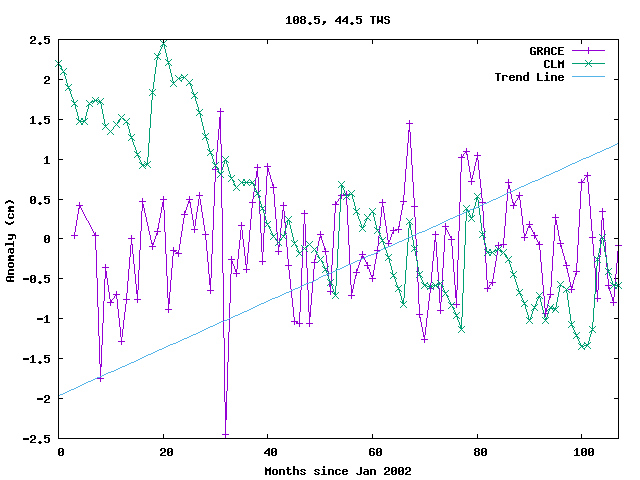 108.5, 44.5 TWS
GRACE
CLM
Trend Line
2.5
2
1.5
1
0.5
0
-0.5
-1
-1.5
-2
-2.5
Anomaly (cm)
0 20 40 60 80 100
Months since Jan 2002